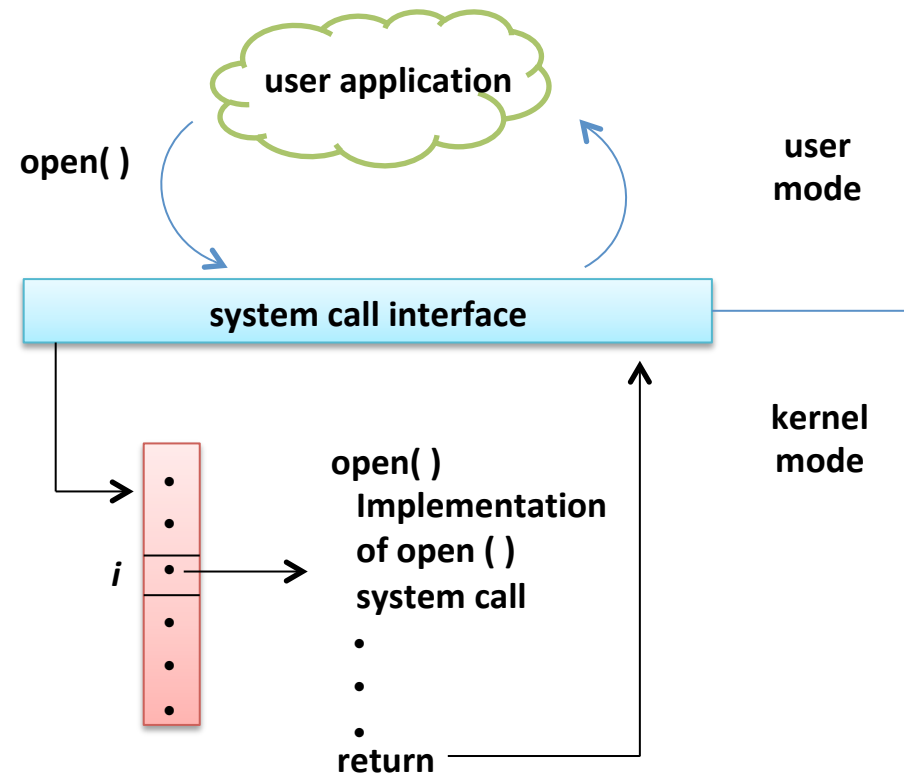 user application
open( )
user
mode
system call interface
kernel
mode
open( )
Implementation
of open ( )
system call
i
return